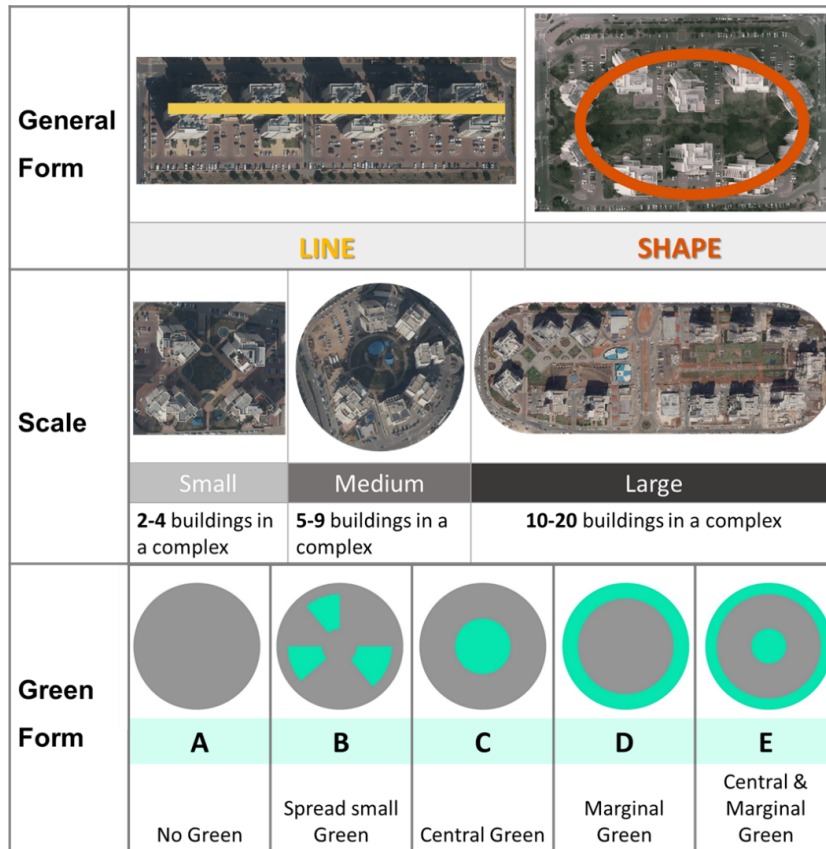 General
Form
LINE
SHAPE
Scale
Small
Medium
Large
2-4 buildings in
a complex
5-9 buildings in a
complex
10-20 buildings in a complex
Green
Form
A
B
C
D
E
No Green
Spread small
Green
Central Green
Marginal
Green
Central &
Marginal
Green